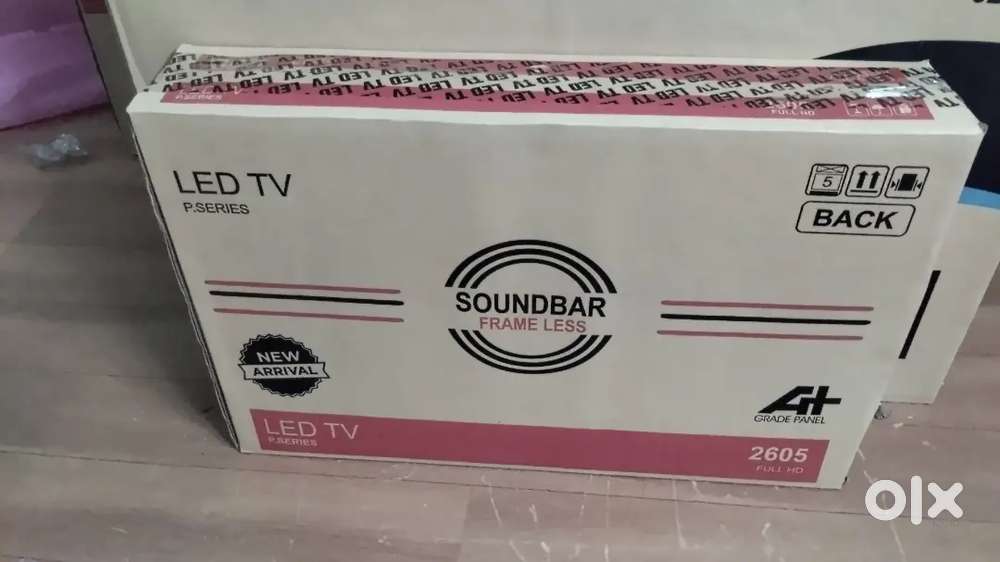 LED TV LED TV LED TV LED TV LED TV LED TV
P.SERIES
FULL HD
LED TV
P.SERIES
5
BACK
SOUNDBAR
FRAME LESS
NEW
ARRIVAL
A+
GRADE PANEL
LED TV
P.SERIES
2605
FULL HD
olx